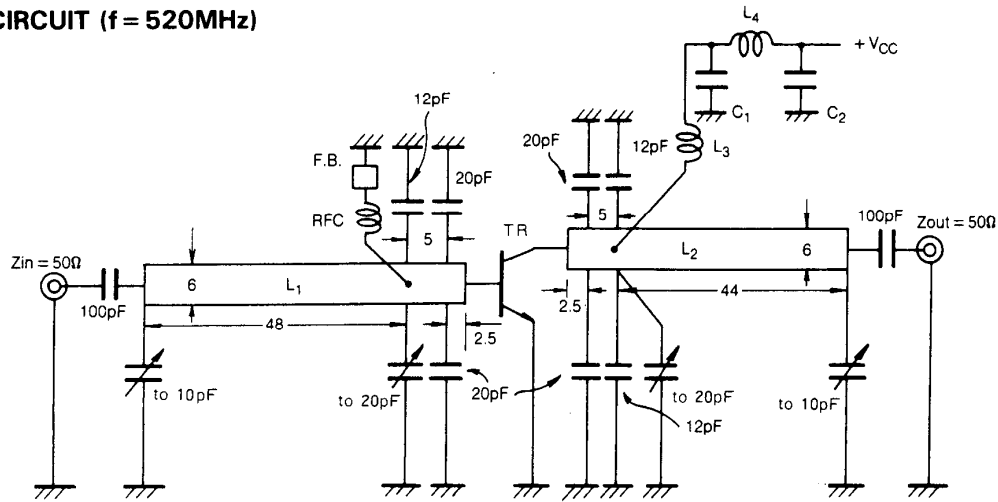 CIRCUIT (f = 520MHz)
L4
+ VCC
C1
C2
12pF
20pF
12pF
L3
F.B.
20pF
RFC
5
5
TR
100pF
Zout = 50Ω
Zin = 50Ω
6
L1
L2
6
100pF
48
2.5
2.5
44
to 10pF
to 20pF
20pF
to 20pF
to 10pF
12pF